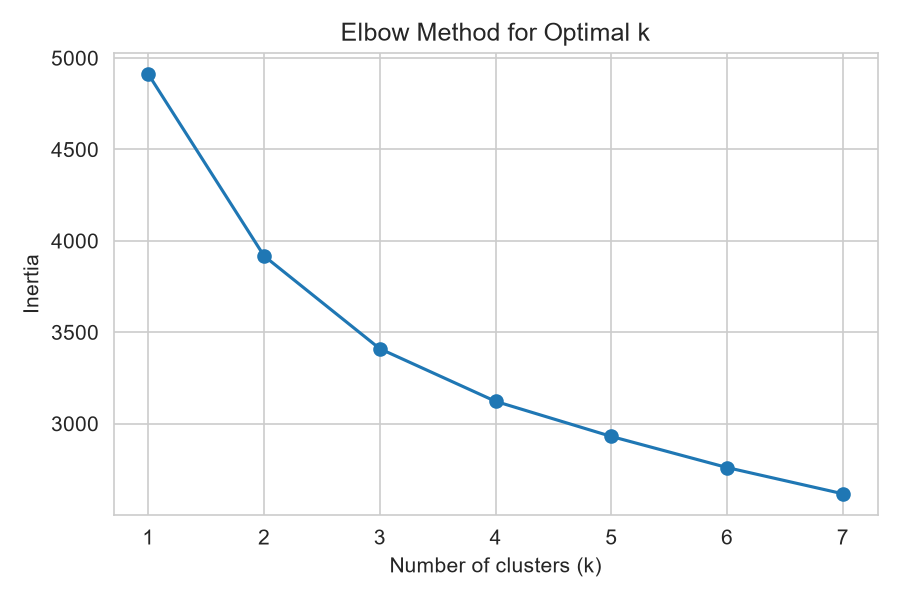 Elbow Method for Optimal k
5000
4500
4000
3500
3000
Inertia
1 2 3 4 5 6 7
Number of clusters (k)